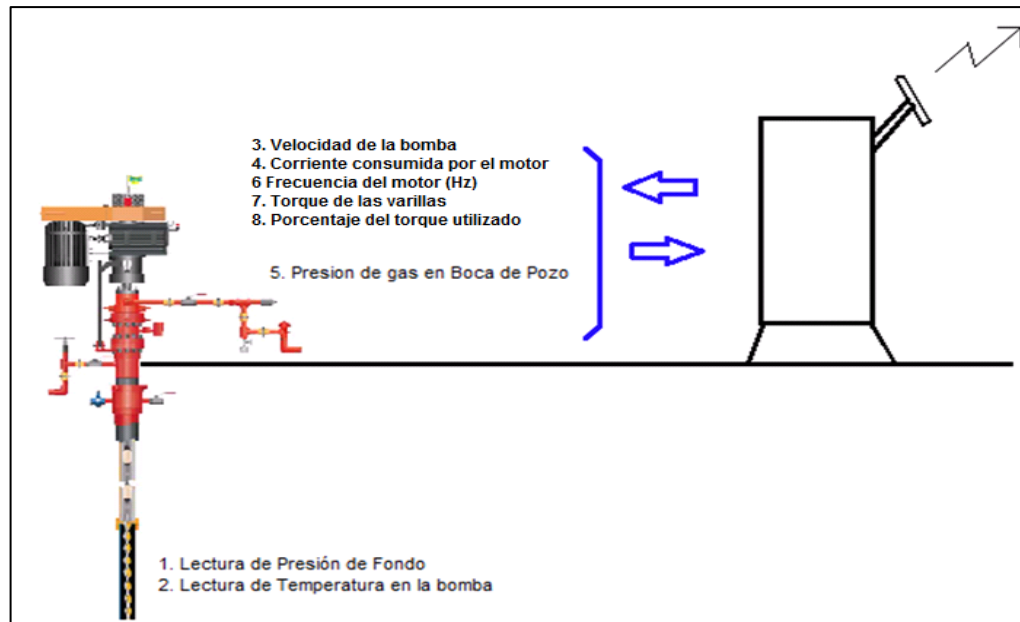 3. Velocidad de la bomba
4. Corriente consumida por el motor
6 Frecuencia del motor (Hz)
7. Torque de las varillas
8. Porcentaje del torque utilizado
5. Presion de gas en Boca de Pozo
1. Lectura de Presión de Fondo
2. Lectura de Temperatura en la bomba